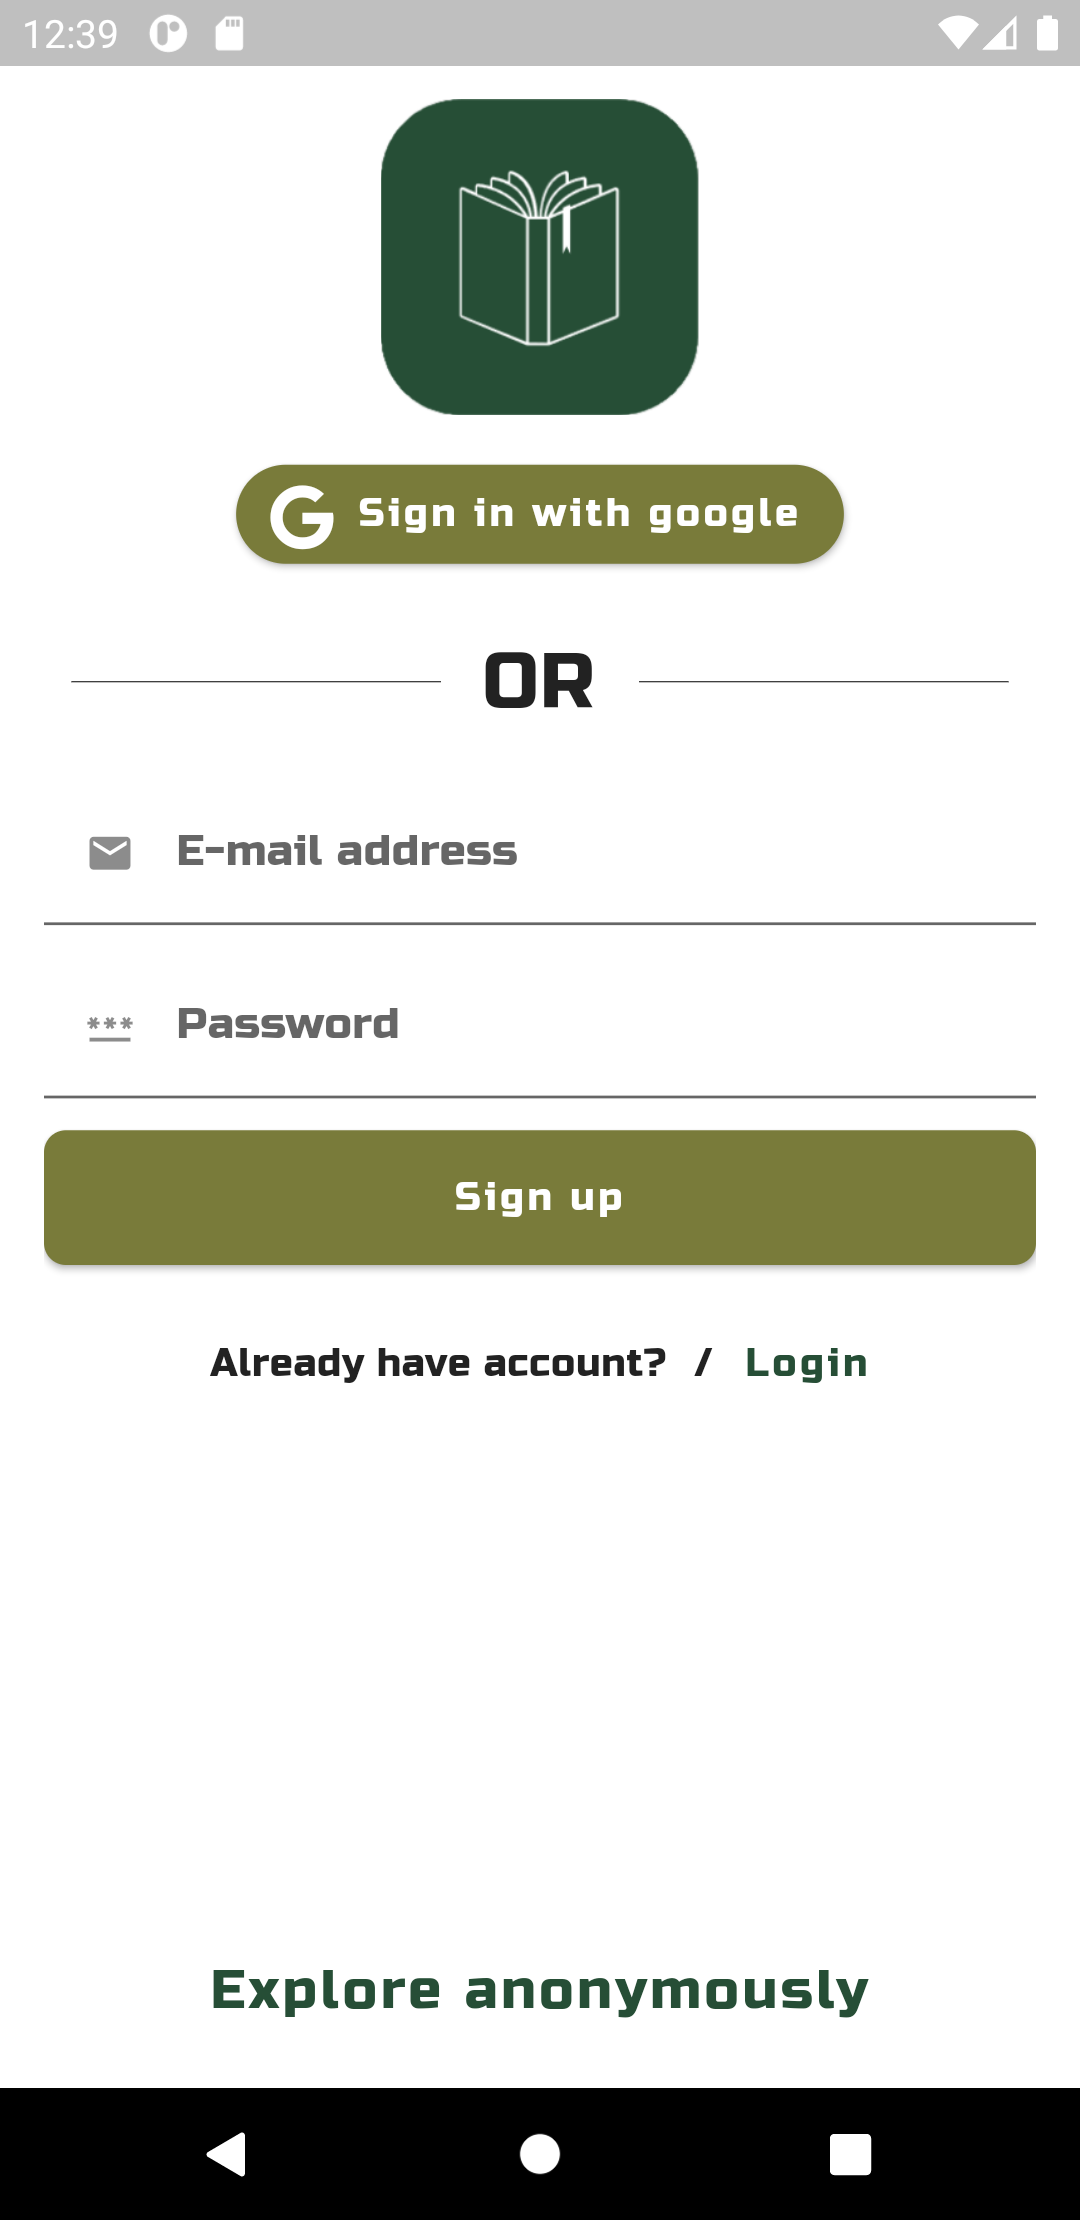 12:39
Sign in with google
OR
E-mail address
Password
Sign up
Already have account? / Login
Explore anonymously